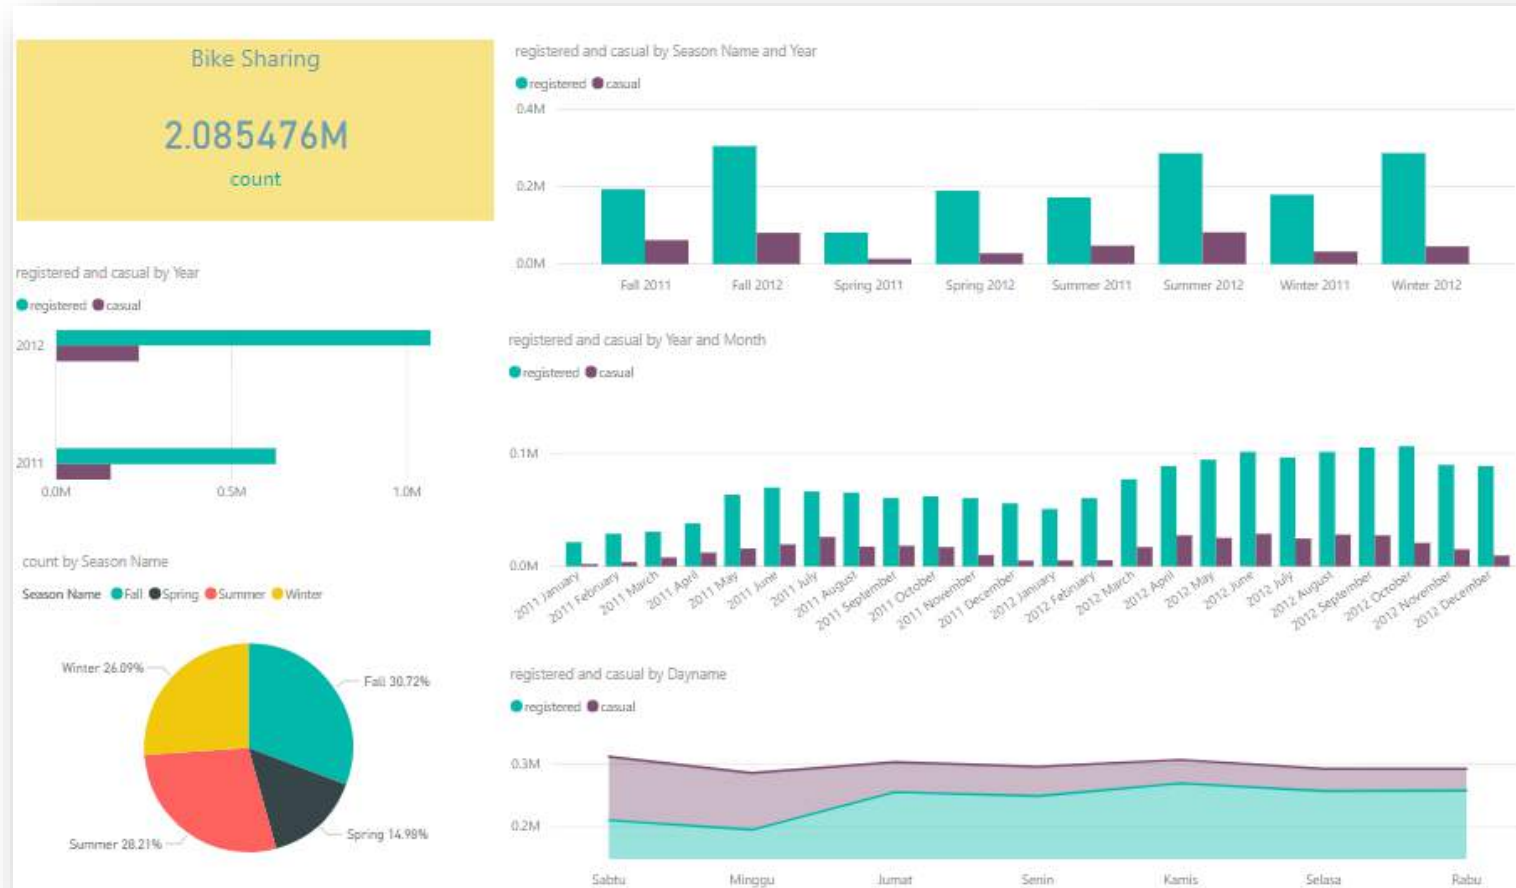 Bike Sharing
2.085476M
count
registered and casual by Year
registered casual
2012
2011
0.0M 0.5M 1.0M
count by Season Name
Season Name Fall Spring Summer Winter
Winter 26.09%
Fall 30.72%
Spring 14.98%
Summer 28.21%
registered and casual by Season Name and Year
registered casual
0.4M
0.2M
0.0M
Fall 2011 Fall 2012 Spring 2011 Spring 2012 Summer 2011 Summer 2012 Winter 2011 Winter 2012
registered and casual by Year and Month
registered casual
0.1M
0.0M
2011 January 2011 February 2011 March 2011 April 2011 May 2011 June 2011 July 2011 August 2011 September 2011 October 2011 November 2011 December 2012 January 2012 February 2012 March 2012 April 2012 May 2012 June 2012 July 2012 August 2012 September 2012 October 2012 November 2012 December
registered and casual by Dayname
registered casual
0.3M
0.2M
Sabtu Minggu Jumat Senin Kamis Selasa Rabu